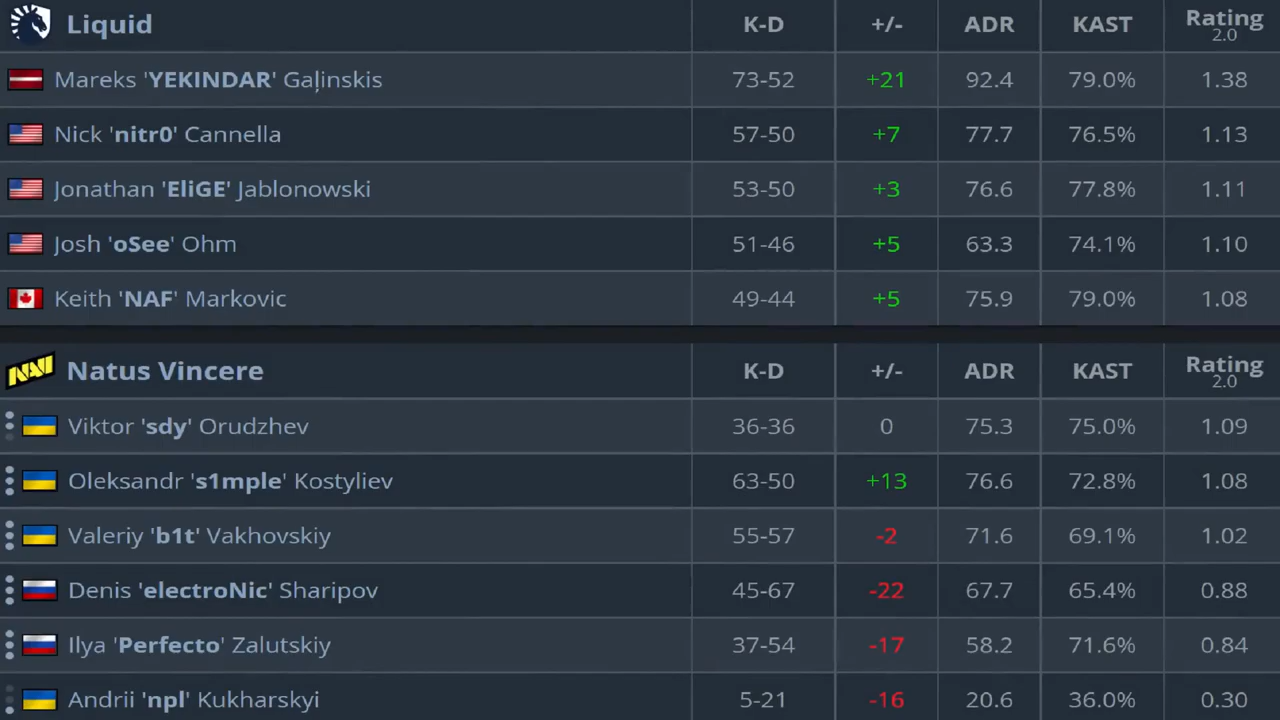 Liquid K-D +/- ADR KAST Rating 2.0
Mareks 'YEKINDAR' Gaļinskis 73-52 +21 92.4 79.0% 1.38
Nick 'nitr0' Cannella 57-50 +7 77.7 76.5% 1.13
Jonathan 'EliGE' Jablonowski 53-50 +3 76.6 77.8% 1.11
Josh 'oSee' Ohm 51-46 +5 63.3 74.1% 1.10
Keith 'NAF' Markovic 49-44 +5 75.9 79.0% 1.08
NAVI Natus Vincere K-D +/- ADR KAST Rating 2.0
Viktor 'sdy' Orudzhev 36-36 0 75.3 75.0% 1.09
Oleksandr 's1mple' Kostyliev 63-50 +13 76.6 72.8% 1.08
Valeriy 'b1t' Vakhovskiy 55-57 -2 71.6 69.1% 1.02
Denis 'electroNic' Sharipov 45-67 -22 67.7 65.4% 0.88
Ilya 'Perfecto' Zalutskiy 37-54 -17 58.2 71.6% 0.84
Andrii 'npl' Kukharskyi 5-21 -16 20.6 36.0% 0.30